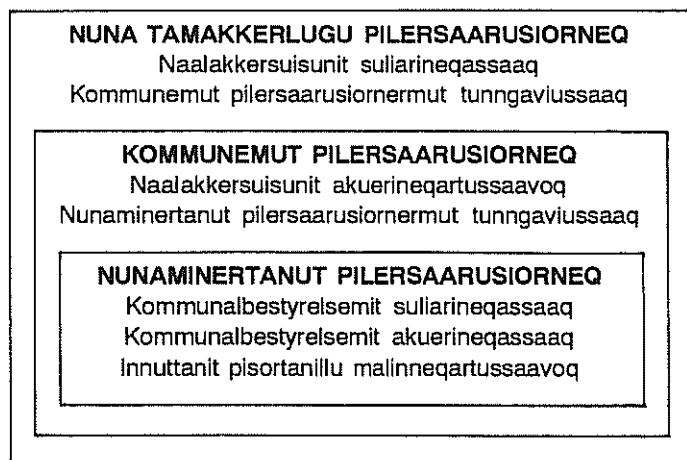 NUNA TAMAKKERLUGU PILERSAARUSIORNEQ
Naalakkersuisunit suliarineqassaaq
Kommunemut pilersaarusiornermut tunngaviussaaq
KOMMUNEMUT PILERSAARUSIORNEQ
Naalakkersuisunit akuerineqartussaavoq
Nunaminertanut pilersaarusiornermut tunngaviussaaq
NUNAMINERTANUT PILERSAARUSIORNEQ
Kommunalbestyrelsemit suliarineqassaaq
Kommunalbestyrelsemit akuerineqassaaq
Innuttanit pisortanillu malinneqartussaavoq